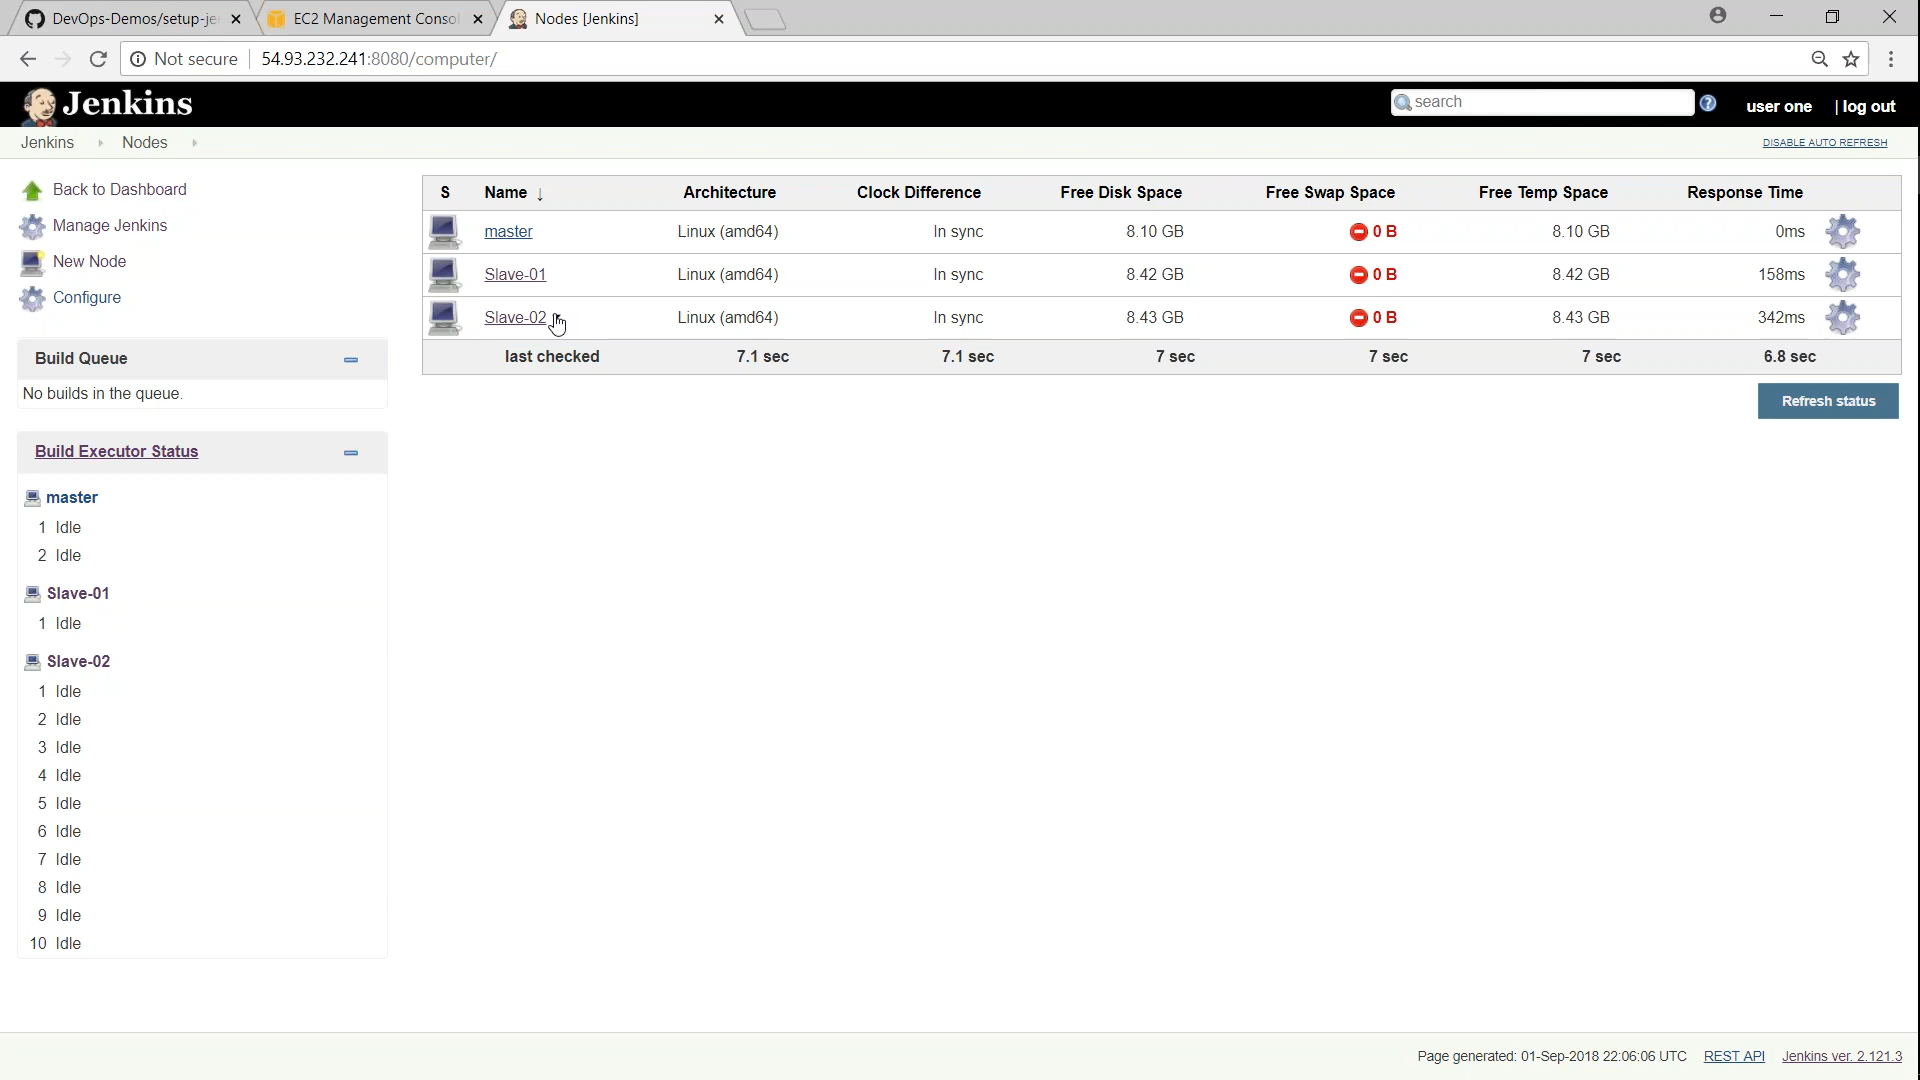 DevOps-Demos/setup-je
EC2 Management Consol
Nodes [Jenkins]
Not secure
54.93.232.241:8080/computer/
Jenkins
search
user one
| log out
Jenkins
Nodes
DISABLE AUTO REFRESH
Back to Dashboard
Manage Jenkins
New Node
Configure
S Name ↓ Architecture Clock Difference Free Disk Space Free Swap Space Free Temp Space Response Time
master Linux (amd64) In sync 8.10 GB 0 B 8.10 GB 0ms
Slave-01 Linux (amd64) In sync 8.42 GB 0 B 8.42 GB 158ms
Slave-02 Linux (amd64) In sync 8.43 GB 0 B 8.43 GB 342ms
last checked 7.1 sec 7.1 sec 7 sec 7 sec 7 sec 6.8 sec
Refresh status
Build Queue
No builds in the queue.
Build Executor Status
master
1 Idle
2 Idle
Slave-01
1 Idle
Slave-02
1 Idle
2 Idle
3 Idle
4 Idle
5 Idle
6 Idle
7 Idle
8 Idle
9 Idle
10 Idle
Page generated: 01-Sep-2018 22:06:06 UTC REST API Jenkins ver. 2.121.3